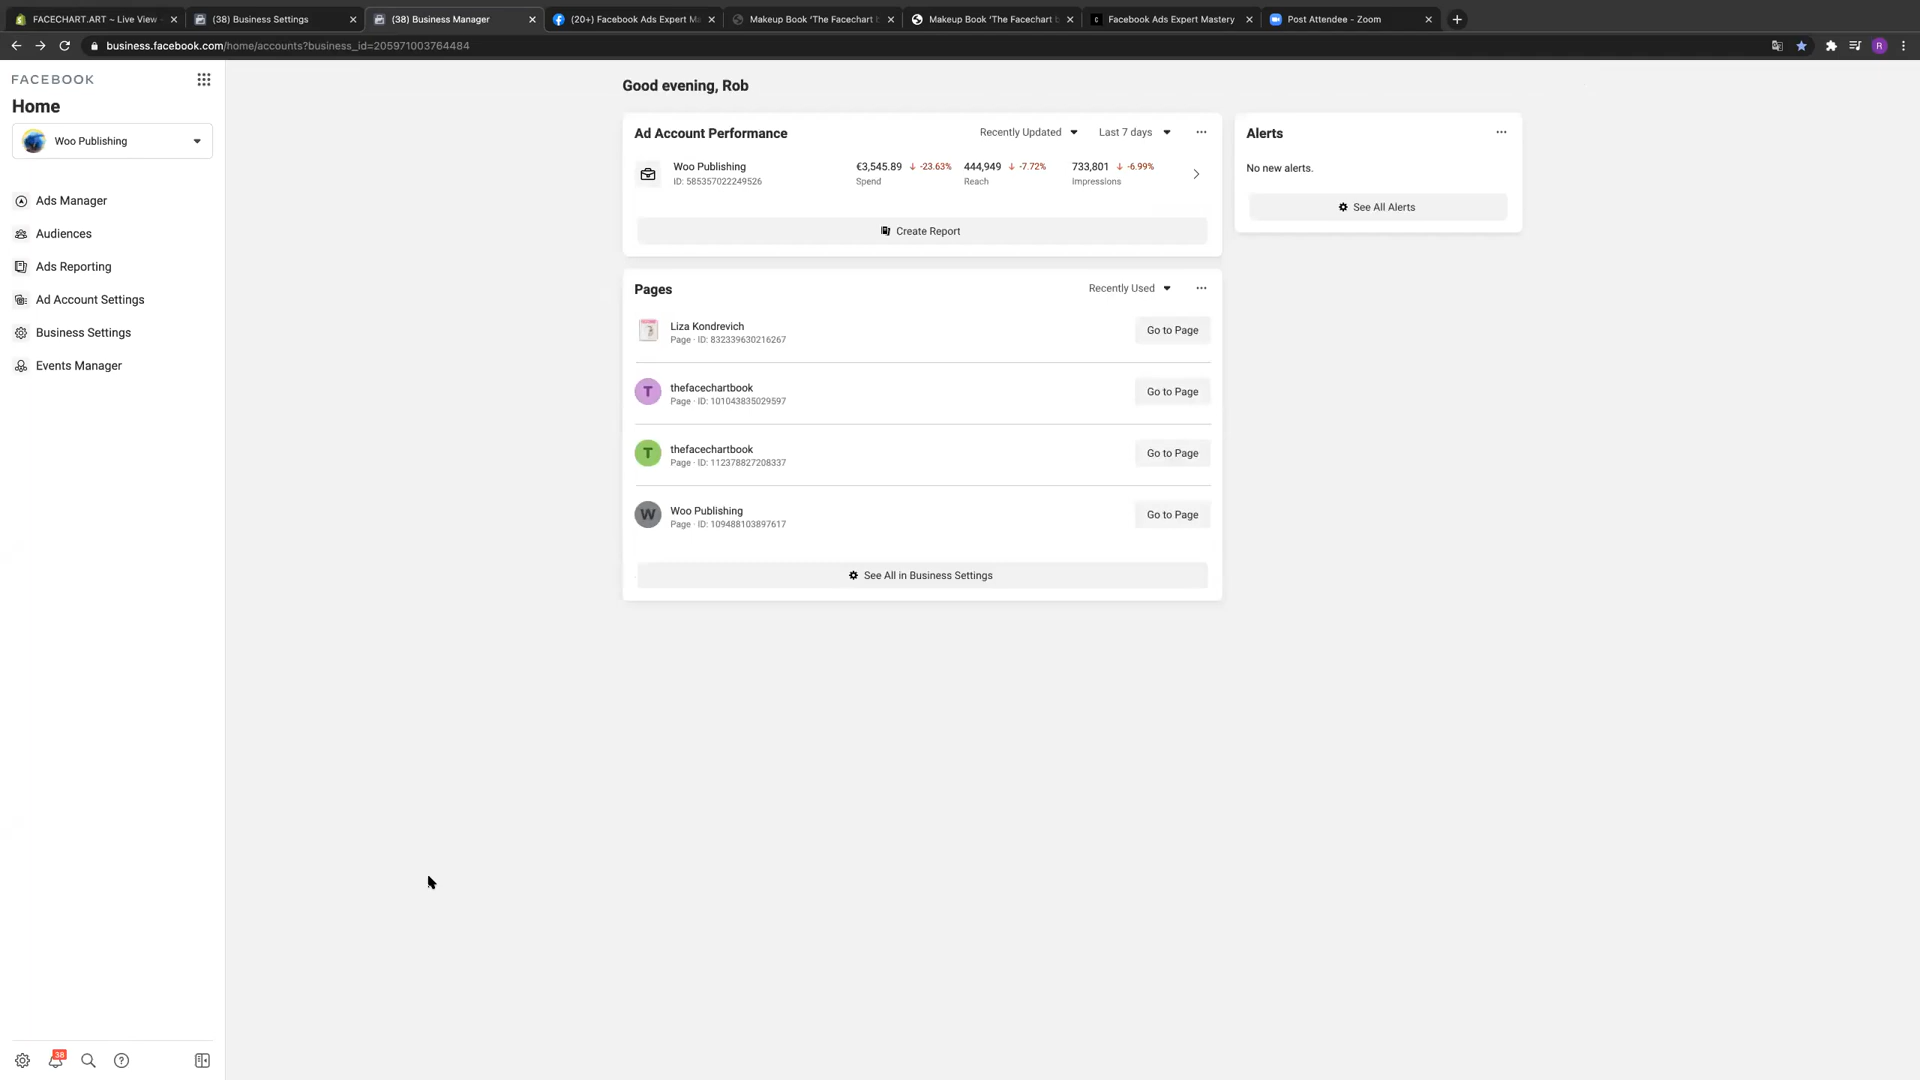 FACECHART.ART ~ Live View
(38) Business Settings
(38) Business Manager
(20+) Facebook Ads Expert M
Makeup Book 'The Facechart
Makeup Book 'The Facechart
Facebook Ads Expert Mastery
Post Attendee - Zoom
business.facebook.com/home/accounts?business_id=205971003764484
R
FACEBOOK
Home
Woo Publishing
Ads Manager
Audiences
Ads Reporting
Ad Account Settings
Business Settings
Events Manager
38
Good evening, Rob
Ad Account Performance
Recently Updated
Last 7 days
Woo Publishing
ID: 585357022249526
€3,545.89 ↓ -23.63%
Spend
444,949 ↓ -7.72%
Reach
733,801 ↓ -6.99%
Impressions
Create Report
Alerts
No new alerts.
See All Alerts
Pages
Recently Used
Liza Kondrevich
Page · ID: 832339630216267
Go to Page
T
thefacechartbook
Page · ID: 101043835029597
Go to Page
T
thefacechartbook
Page · ID: 112378827208337
Go to Page
W
Woo Publishing
Page · ID: 109488103897617
Go to Page
See All in Business Settings